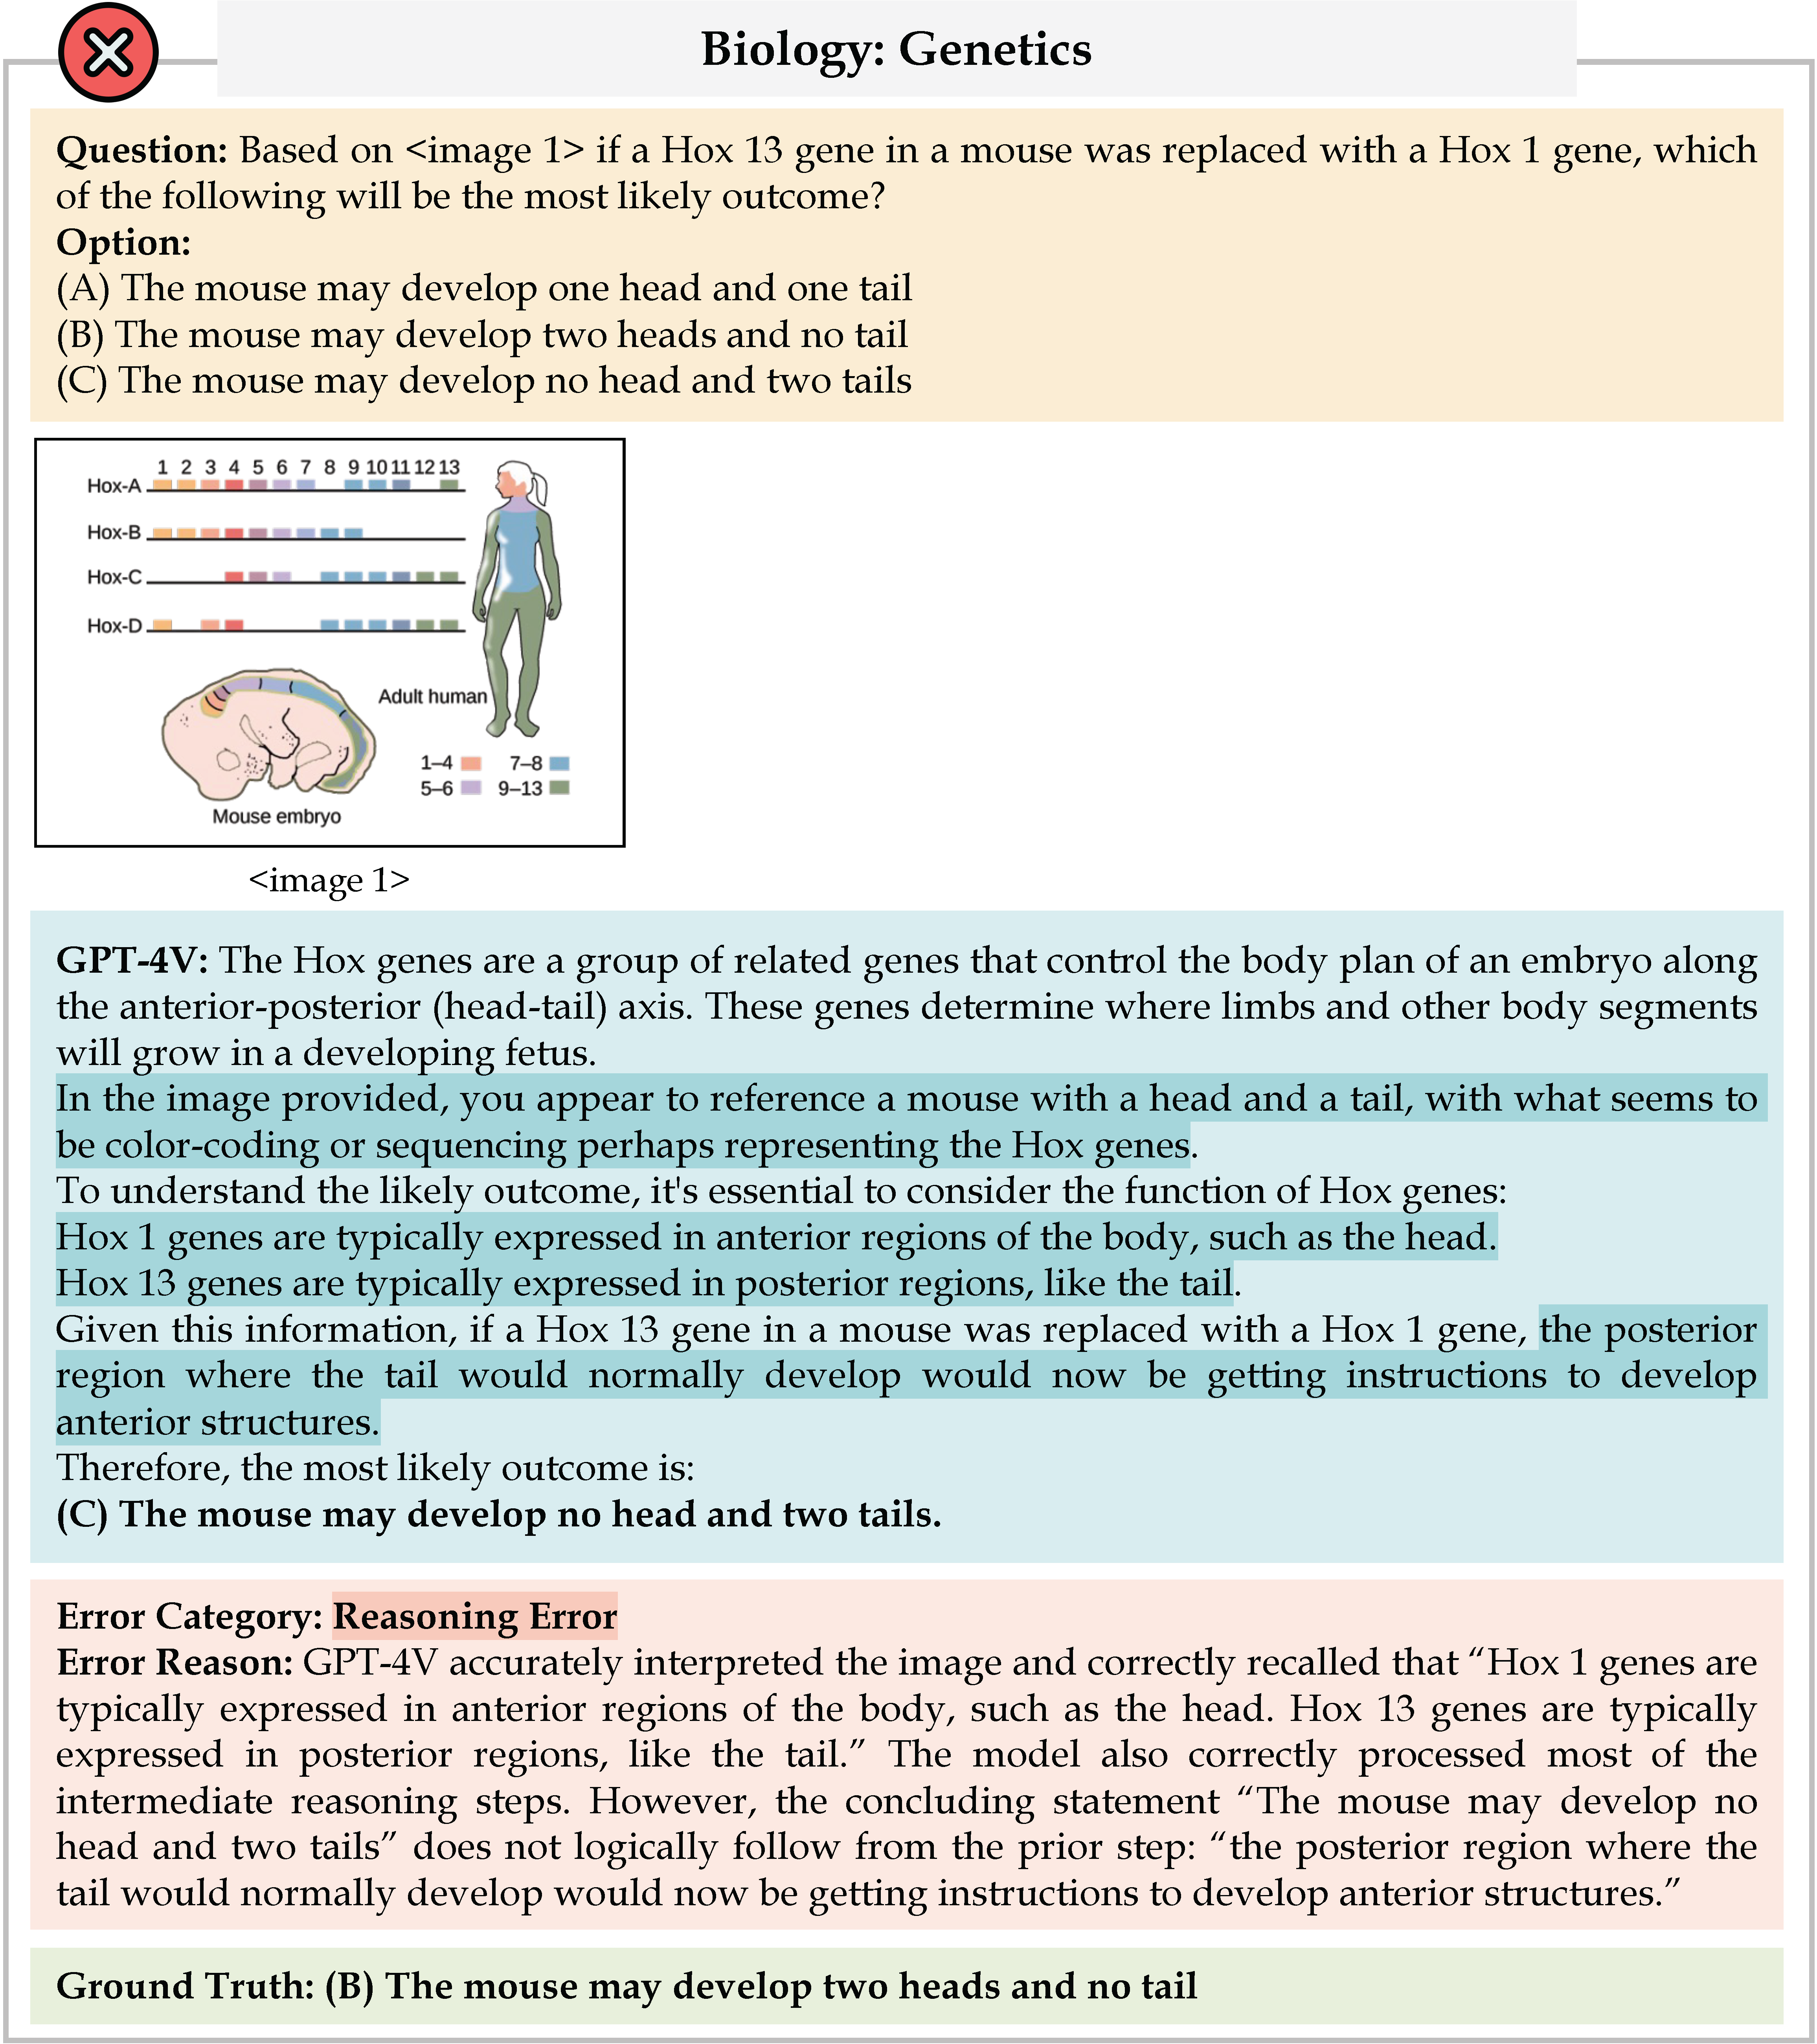 Biology: Genetics
Question: Based on <image 1> if a Hox 13 gene in a mouse was replaced with a Hox 1 gene, which
of the following will be the most likely outcome?
Option:
(A) The mouse may develop one head and one tail
(B) The mouse may develop two heads and no tail
(C) The mouse may develop no head and two tails
1 2 3 4 5 6 7 8 9 10 11 12 13
Hox-A
Hox-B
Hox-C
Hox-D
Adult human
1–4 7–8
5–6 9–13
Mouse embryo
<image 1>
GPT-4V: The Hox genes are a group of related genes that control the body plan of an embryo along
the anterior-posterior (head-tail) axis. These genes determine where limbs and other body segments
will grow in a developing fetus.
In the image provided, you appear to reference a mouse with a head and a tail, with what seems to
be color-coding or sequencing perhaps representing the Hox genes.
To understand the likely outcome, it's essential to consider the function of Hox genes:
Hox 1 genes are typically expressed in anterior regions of the body, such as the head.
Hox 13 genes are typically expressed in posterior regions, like the tail.
Given this information, if a Hox 13 gene in a mouse was replaced with a Hox 1 gene, the posterior
region where the tail would normally develop would now be getting instructions to develop
anterior structures.
Therefore, the most likely outcome is:
(C) The mouse may develop no head and two tails.
Error Category: Reasoning Error
Error Reason: GPT-4V accurately interpreted the image and correctly recalled that “Hox 1 genes are
typically expressed in anterior regions of the body, such as the head. Hox 13 genes are typically
expressed in posterior regions, like the tail.” The model also correctly processed most of the
intermediate reasoning steps. However, the concluding statement “The mouse may develop no
head and two tails” does not logically follow from the prior step: “the posterior region where the
tail would normally develop would now be getting instructions to develop anterior structures.”
Ground Truth: (B) The mouse may develop two heads and no tail